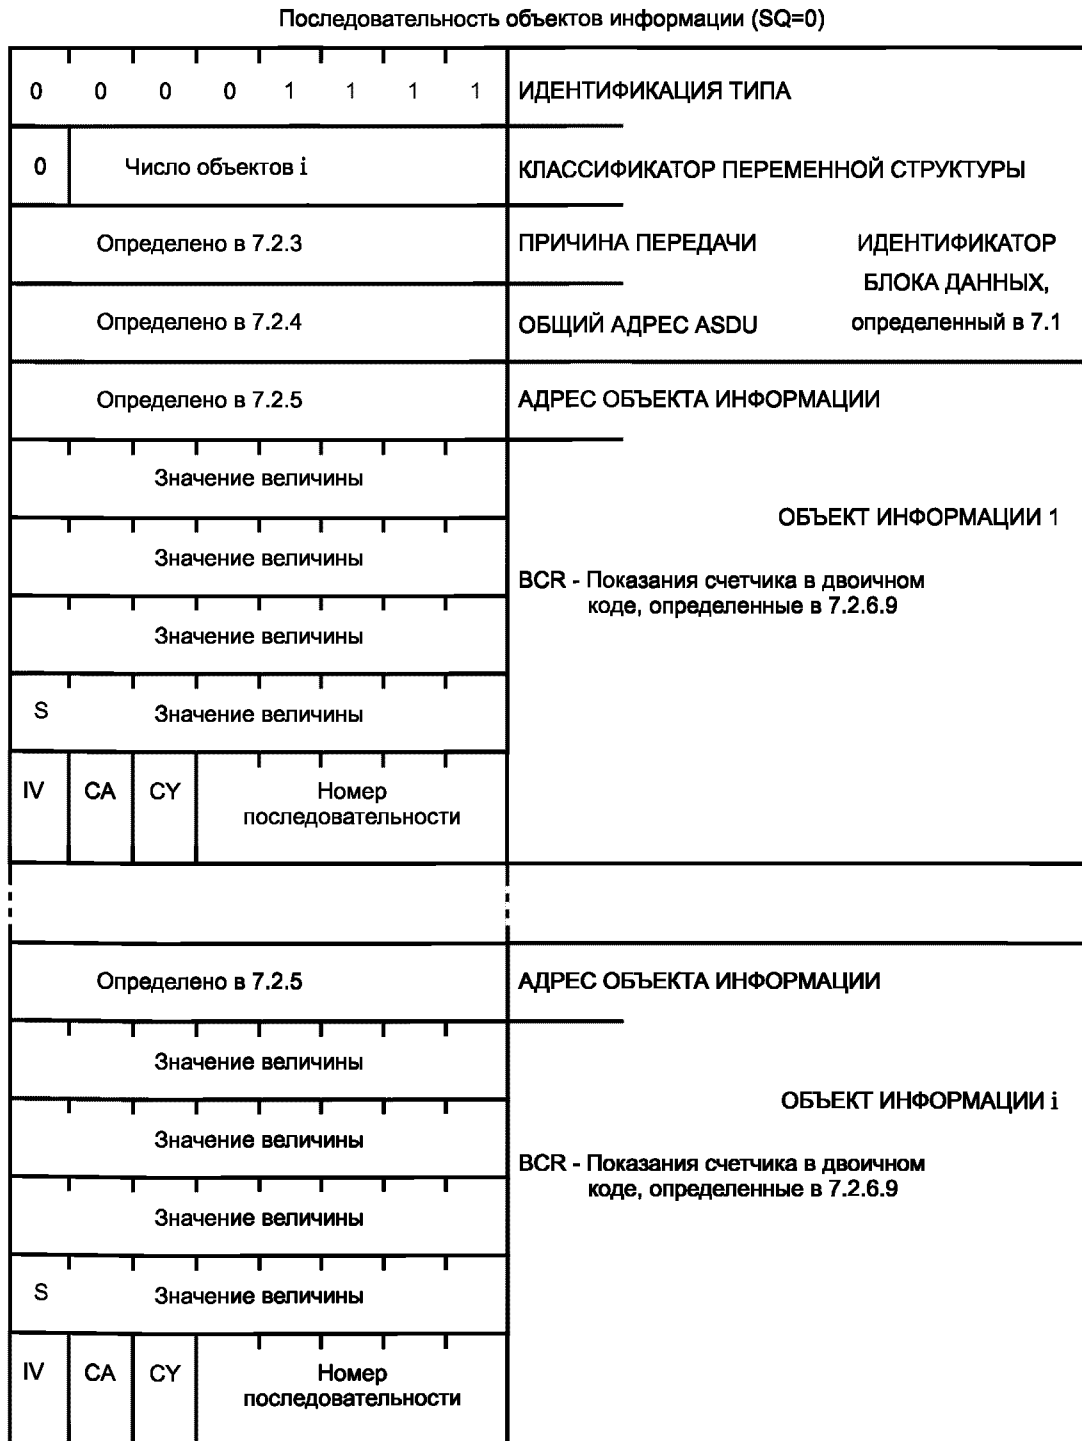 Последовательность объектов информации (SQ=0)
0 0 0 0 1 1 1 1 ИДЕНТИФИКАЦИЯ ТИПА
0 Число объектов i КЛАССИФИКАТОР ПЕРЕМЕННОЙ СТРУКТУРЫ
Определено в 7.2.3 ПРИЧИНА ПЕРЕДАЧИ ИДЕНТИФИКАТОР
БЛОКА ДАННЫХ,
Определено в 7.2.4 ОБЩИЙ АДРЕС ASDU определенный в 7.1
Определено в 7.2.5 АДРЕС ОБЪЕКТА ИНФОРМАЦИИ
Значение величины
ОБЪЕКТ ИНФОРМАЦИИ 1
Значение величины
BCR - Показания счетчика в двоичном
коде, определенные в 7.2.6.9
Значение величины
S Значение величины
IV CA CY Номер
последовательности
Определено в 7.2.5 АДРЕС ОБЪЕКТА ИНФОРМАЦИИ
Значение величины
ОБЪЕКТ ИНФОРМАЦИИ i
Значение величины
BCR - Показания счетчика в двоичном
коде, определенные в 7.2.6.9
Значение величины
S Значение величины
IV CA CY Номер
последовательности